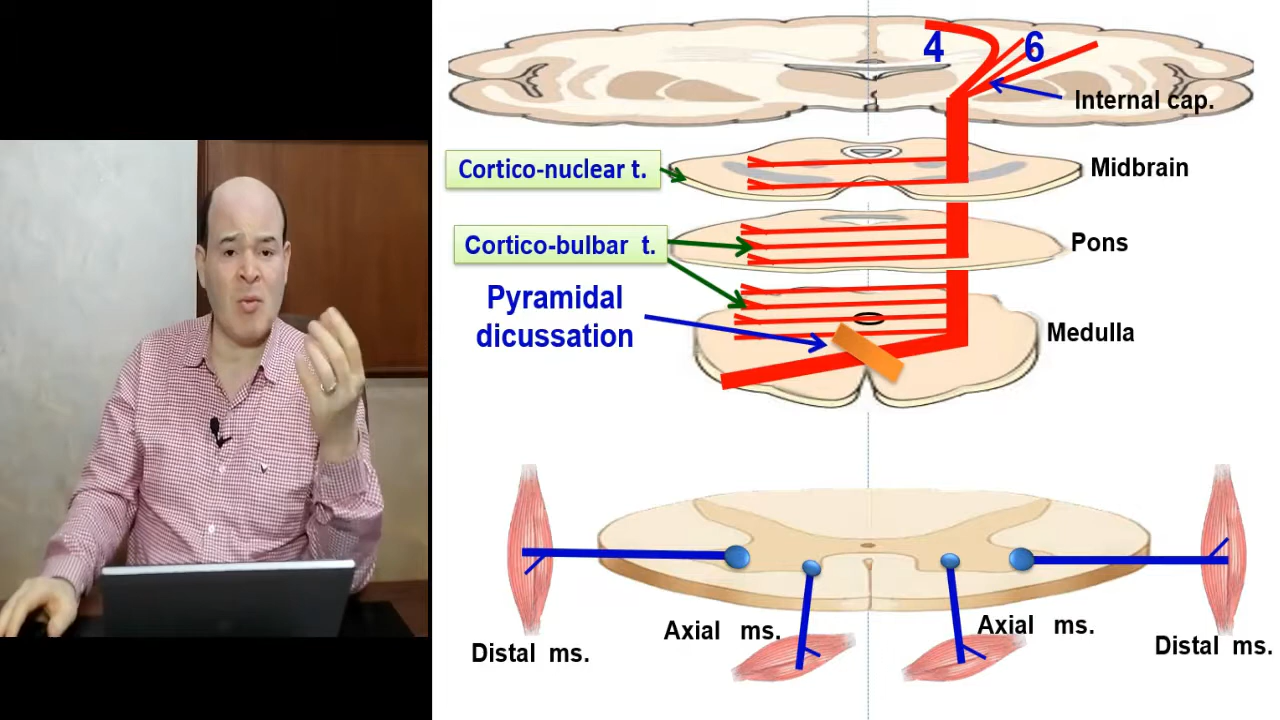 4
6
Internal cap.
Cortico-nuclear t.
Midbrain
Cortico-bulbar t.
Pons
Pyramidal
dicussation
Medulla
Axial ms.
Axial ms.
Distal ms.
Distal ms.